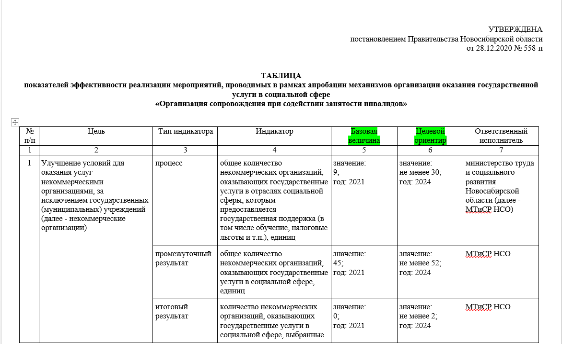 УТВЕРЖДЕНА
постановлением Правительства Новосибирской области
от 28.12.2020 № 558-п
ТАБЛИЦА
показателей эффективности реализации мероприятий, проводимых в рамках апробации механизмов организации оказания государственной
услуги в социальной сфере
«Организация сопровождения при содействии занятости инвалидов»
№ п/п
Цель
Тип индикатора
Индикатор
Базовая величина
Целевой ориентир
Ответственный исполнитель
1 2 3 4 5 6 7
1
Улучшение условий для
оказания услуг
некоммерческими
организациями, за
исключением государственных
(муниципальных) учреждений
(далее - некоммерческие
организации)
процесс
общее количество
некоммерческих организаций,
оказывающих государственные
услуги в отраслях социальной
сферы, которым
предоставляется
государственная поддержка (в
том числе обучение, налоговые
льготы и т.п.), единиц
значение:
9,
год: 2021
значение:
не менее 30,
год: 2024
министерство труда
и социального
развития
Новосибирской
области (далее
МТиСР НСО)
промежуточный
результат
общее количество
некоммерческих организаций,
оказывающих государственные
услуги в социальной сфере,
единиц
значение:
45;
год: 2021
значение:
не менее 52;
год: 2024
МТиСР НСО
итоговый
результат
количество некоммерческих
организаций, оказывающих
государственные услуги в
социальной сфере, выбранные
значение:
0;
год: 2021
значение:
не менее 2;
год: 2024
МТиСР НСО